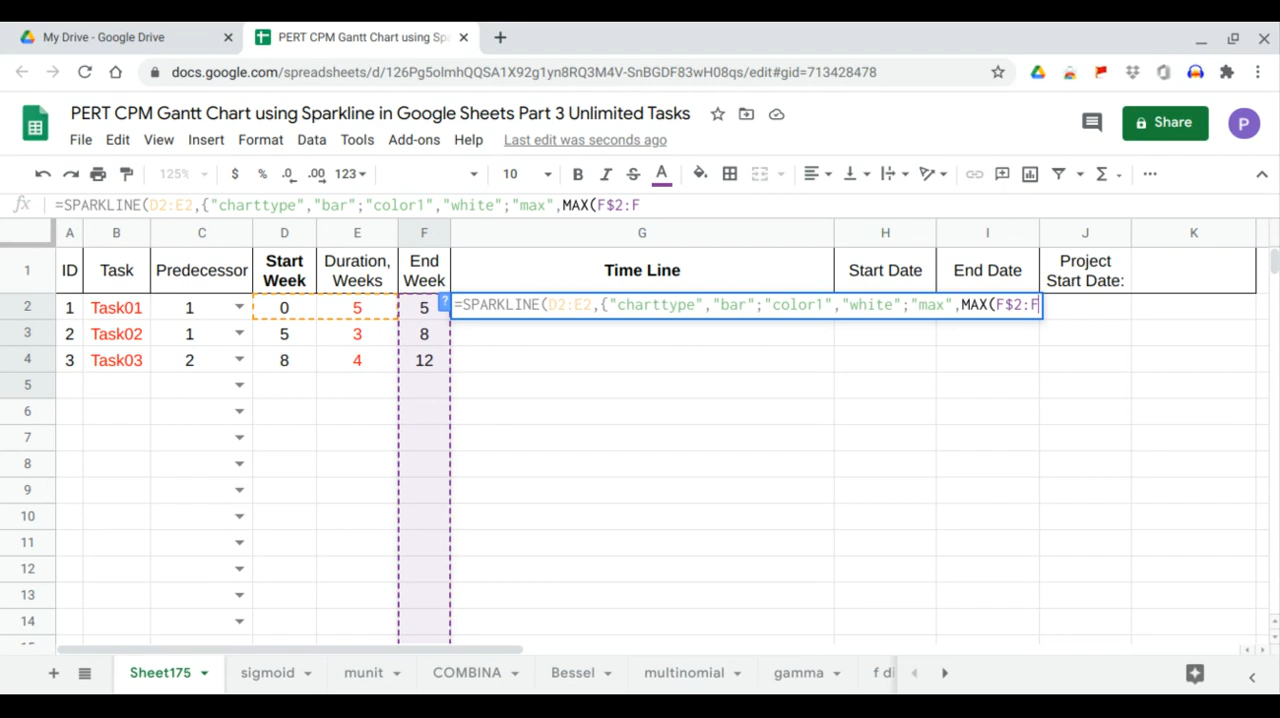 My Drive - Google Drive
PERT CPM Gantt Chart using Spa
docs.google.com/spreadsheets/d/126Pg5olmhQQSA1X92g1yn8RQ3M4V-SnBGDF83wH08qs/edit#gid=713428478
PERT CPM Gantt Chart using Sparkline in Google Sheets Part 3 Unlimited Tasks
Share
P
File Edit View Insert Format Data Tools Add-ons Help Last edit was seconds ago
125% $ % .0 .00 123 10 B I S A
fx =SPARKLINE(D2:E2,{"charttype","bar";"color1","white";"max",MAX(F$2:F
A B C D E F G H I J K
1 ID Task Predecessor Start Week Duration, Weeks End Week Time Line Start Date End Date Project Start Date:
2 1 Task01 1 0 5 5 ? =SPARKLINE(D2:E2,{"charttype","bar";"color1","white";"max",MAX(F$2:F
3 2 Task02 1 5 3 8
4 3 Task03 2 8 4 12
5
6
7
8
9
10
11
12
13
14
Sheet175 sigmoid munit COMBINA Bessel multinomial gamma f di